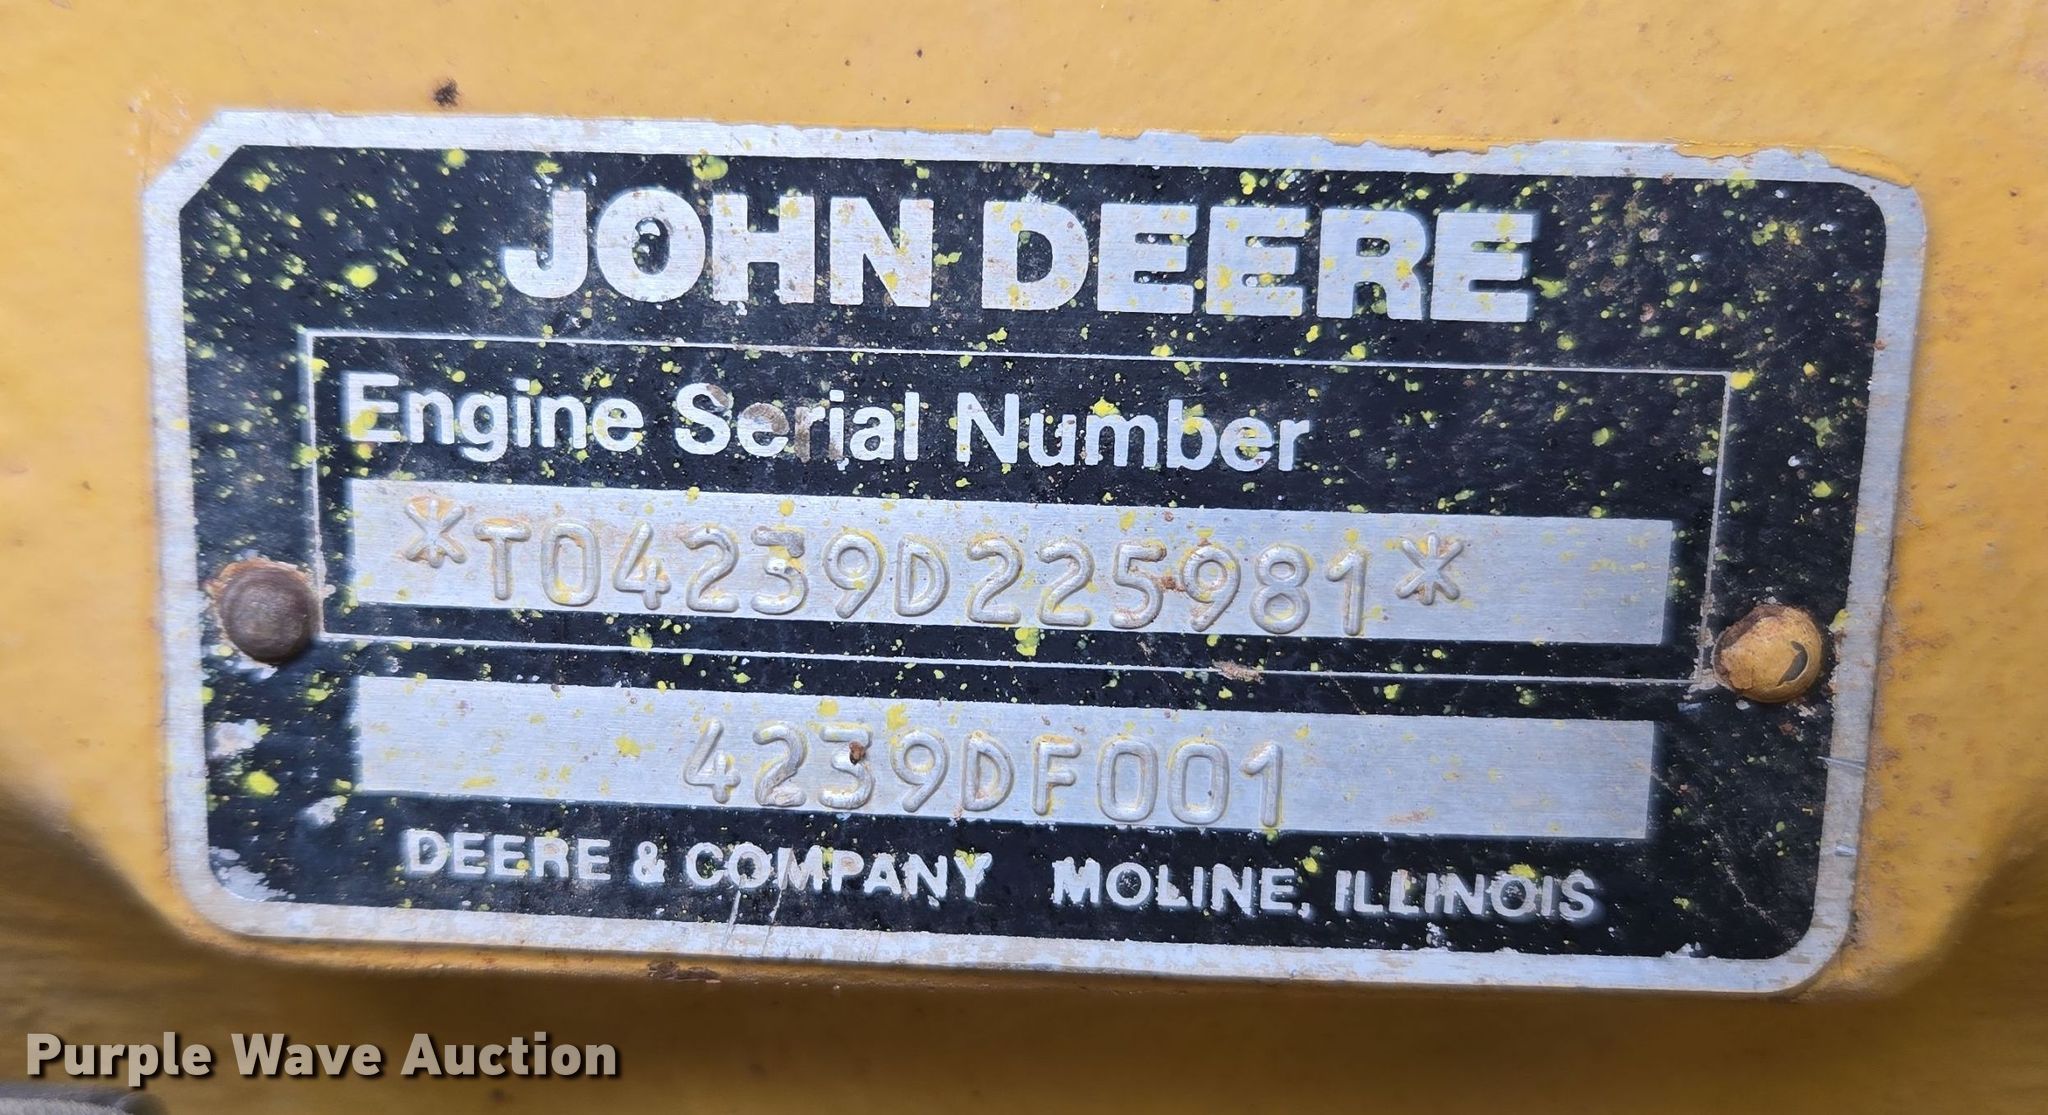 JOHN DEERE
Engine Serial Number
*T04239D225981*
4239DF001
DEERE & COMPANY MOLINE, ILLINOIS
Purple Wave Auction